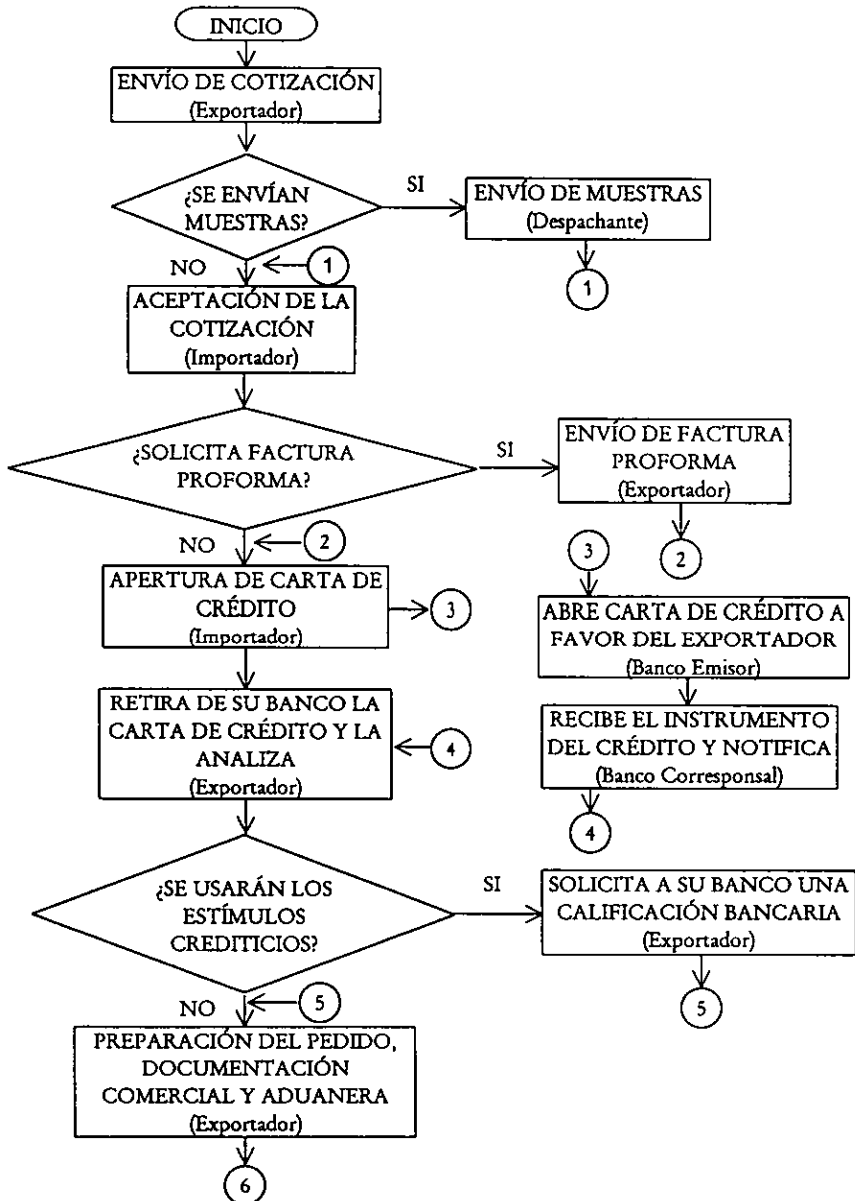 INICIO
ENVÍO DE COTIZACIÓN
(Exportador)
¿SE ENVÍAN
MUESTRAS?
SI
ENVÍO DE MUESTRAS
(Despachante)
1
NO
1
ACEPTACIÓN DE LA
COTIZACIÓN
(Importador)
¿SOLICITA FACTURA
PROFORMA?
SI
ENVÍO DE FACTURA
PROFORMA
(Exportador)
2
NO
2
APERTURA DE CARTA DE
CRÉDITO
(Importador)
3
3
ABRE CARTA DE CRÉDITO A
FAVOR DEL EXPORTADOR
(Banco Emisor)
RECIBE EL INSTRUMENTO
DEL CRÉDITO Y NOTIFICA
(Banco Corresponsal)
4
RETIRA DE SU BANCO LA
CARTA DE CRÉDITO Y LA
ANALIZA
(Exportador)
4
¿SE USARÁN LOS
ESTÍMULOS
CREDITICIOS?
SI
SOLICITA A SU BANCO UNA
CALIFICACIÓN BANCARIA
(Exportador)
5
NO
5
PREPARACIÓN DEL PEDIDO,
DOCUMENTACIÓN
COMERCIAL Y ADUANERA
(Exportador)
6